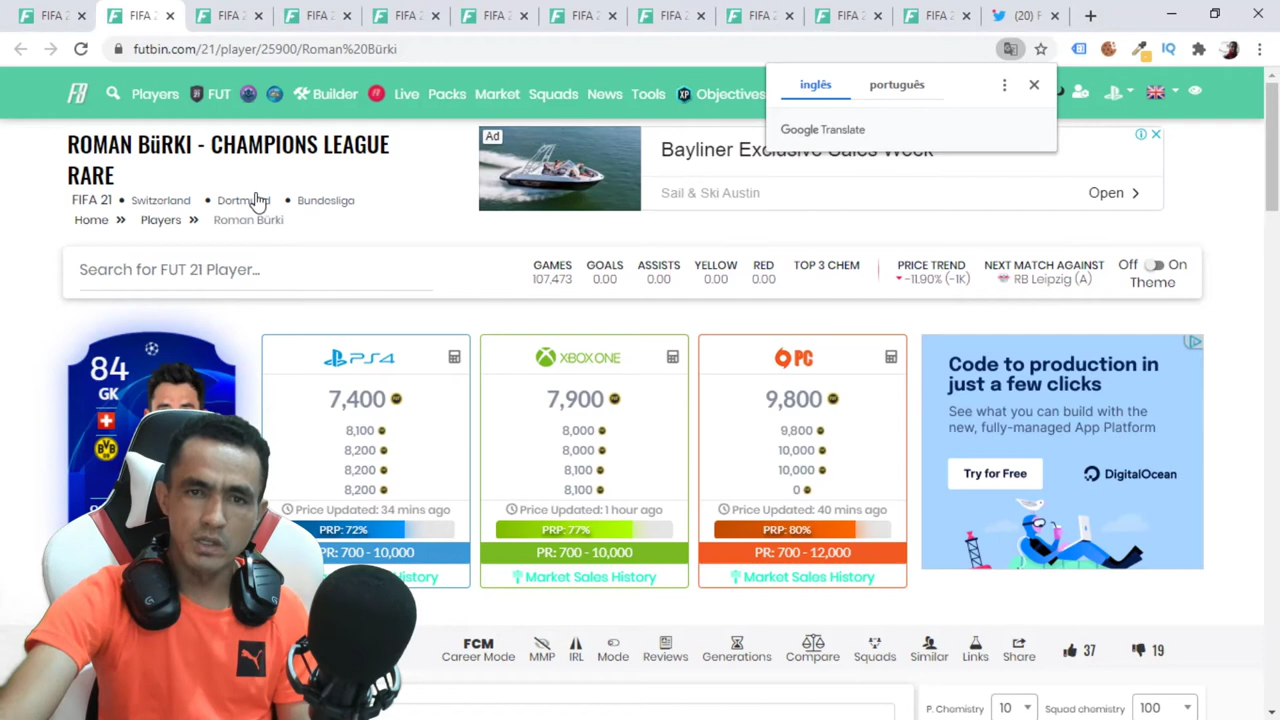 FIFA 2
FIFA 2
FIFA 2
FIFA 2
FIFA 2
FIFA 2
FIFA 2
FIFA 2
FIFA 2
FIFA 2
FIFA 2
(20) F
futbin.com/21/player/25900/Roman%20Bürki
IQ
inglês português
Google Translate
Players FUT Builder Live Packs Market Squads News Tools XP Objectives
ROMAN BüRKI - CHAMPIONS LEAGUE
RARE
FIFA 21 • Switzerland • Dortmund • Bundesliga
Home » Players » Roman Bürki
Ad
Bayliner Exclusive Sales Week
Sail & Ski Austin
Open
Search for FUT 21 Player...
GAMES GOALS ASSISTS YELLOW RED TOP 3 CHEM PRICE TREND NEXT MATCH AGAINST Off On
107,473 0.00 0.00 0.00 0.00 -11.90% (-1K) RB Leipzig (A) Theme
84
GK
BVB
09
PS4
7,400
8,100
8,200
8,200
8,200
Price Updated: 34 mins ago
PRP: 72%
PR: 700 - 10,000
History
XBOX ONE
7,900
8,000
8,000
8,100
8,100
Price Updated: 1 hour ago
PRP: 77%
PR: 700 - 10,000
Market Sales History
PC
9,800
9,800
10,000
10,000
0
Price Updated: 40 mins ago
PRP: 80%
PR: 700 - 12,000
Market Sales History
Code to production in
just a few clicks
See what you can build with the
new, fully-managed App Platform
Try for Free
DigitalOcean
FCM
Career Mode MMP IRL Mode Reviews Generations Compare Squads Similar Links Share
37 19
P. Chemistry 10 Squad chemistry 100